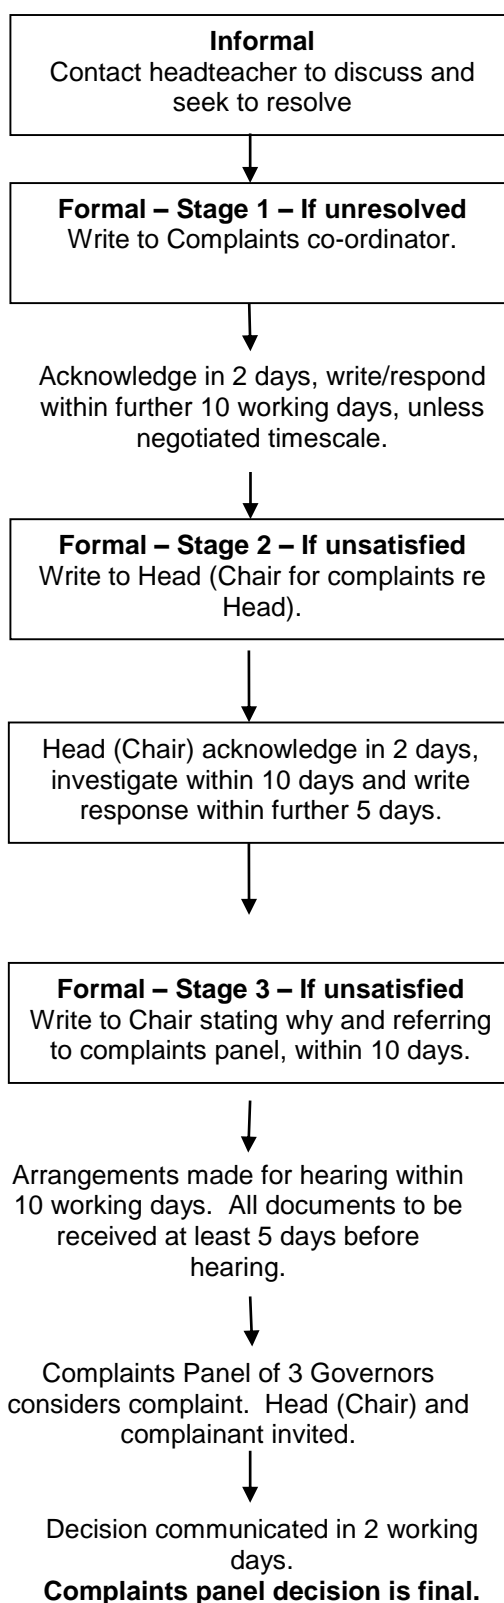 Informal
Contact headteacher to discuss and
seek to resolve
Formal – Stage 1 – If unresolved
Write to Complaints co-ordinator.
Acknowledge in 2 days, write/respond
within further 10 working days, unless
negotiated timescale.
Formal – Stage 2 – If unsatisfied
Write to Head (Chair for complaints re
Head).
Head (Chair) acknowledge in 2 days,
investigate within 10 days and write
response within further 5 days.
Formal – Stage 3 – If unsatisfied
Write to Chair stating why and referring
to complaints panel, within 10 days.
Arrangements made for hearing within
10 working days.  All documents to be
received at least 5 days before
hearing.
Complaints Panel of 3 Governors
considers complaint.  Head (Chair) and
complainant invited.
Decision communicated in 2 working
days.
Complaints panel decision is final.